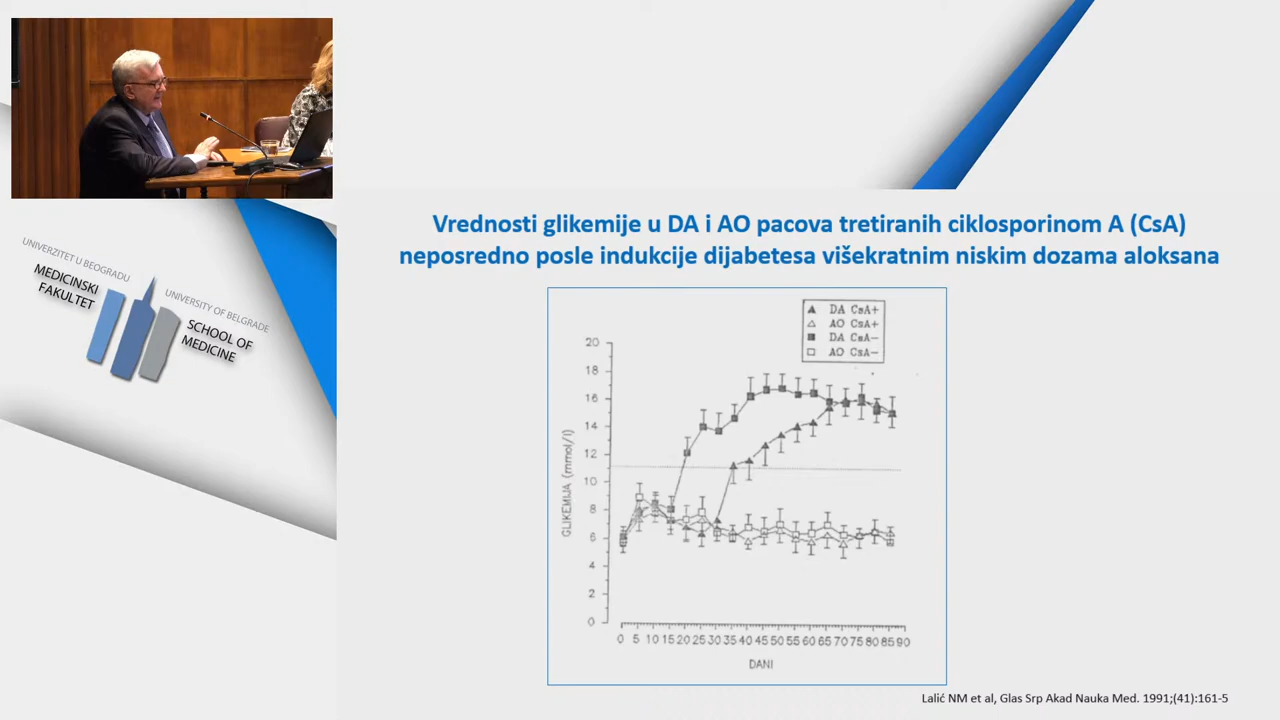 UNIVERZITET U BEOGRADU
MEDICINSKI
FAKULTET
UNIVERSITY OF BELGRADE
SCHOOL OF
MEDICINE
Vrednosti glikemije u DA i AO pacova tretiranih ciklosporinom A (CsA)
neposredno posle indukcije dijabetesa višekratnim niskim dozama aloksana
DA CsA+
AO CsA+
DA CsA-
AO CsA-
GLIKEMIJA (mmol/l)
20
18
16
14
12
10
8
6
4
2
0
0 5 10 15 20 25 30 35 40 45 50 55 60 65 70 75 80 85 90
DANI
Lalić NM et al, Glas Srp Akad Nauka Med. 1991;(41):161-5